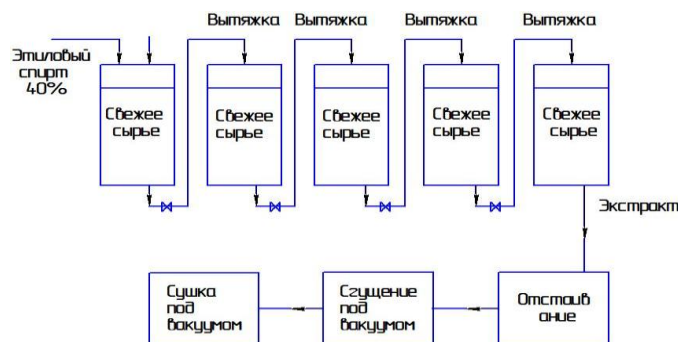 Вытяжка
Вытяжка
Вытяжка
Вытяжка
Этиловый
спирт
40%
Свежее
сырье
Свежее
сырье
Свежее
сырье
Свежее
сырье
Свежее
сырье
Экстракт
Сушка
под
вакуумом
Сгущение
под
вакуумом
Отстаив
ание